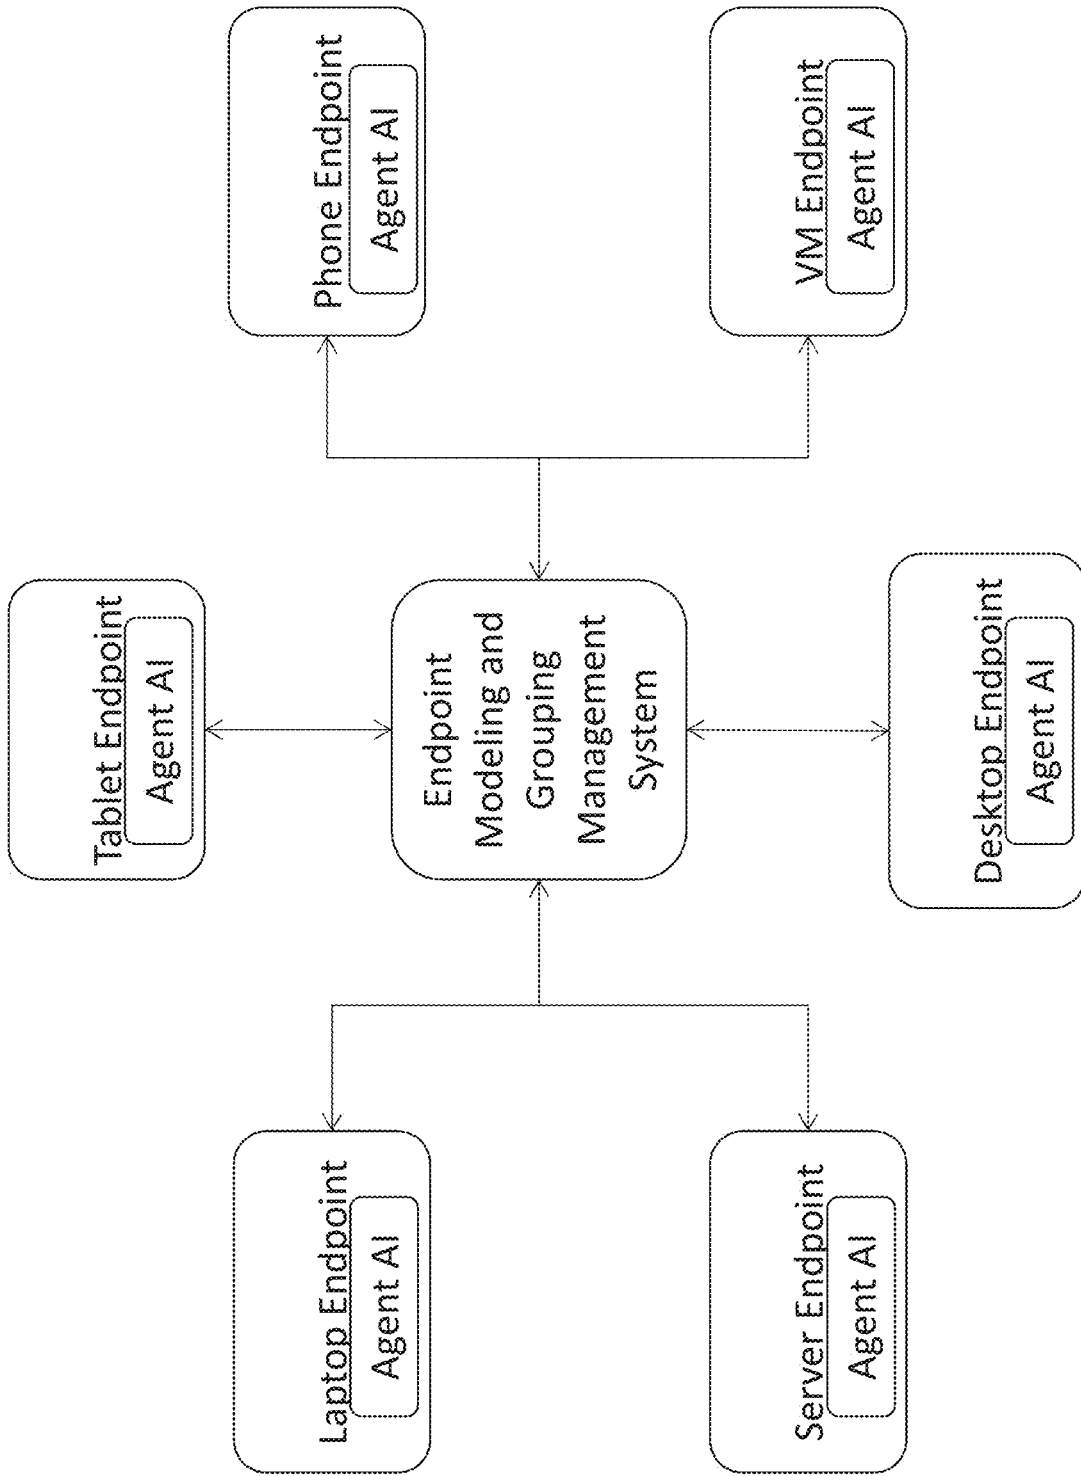 Tablet Endpoint
Agent AI
Laptop Endpoint
Agent AI
Phone Endpoint
Agent AI
Endpoint
Modeling and
Grouping
Management
System
Server Endpoint
Agent AI
VM Endpoint
Agent AI
Desktop Endpoint
Agent AI